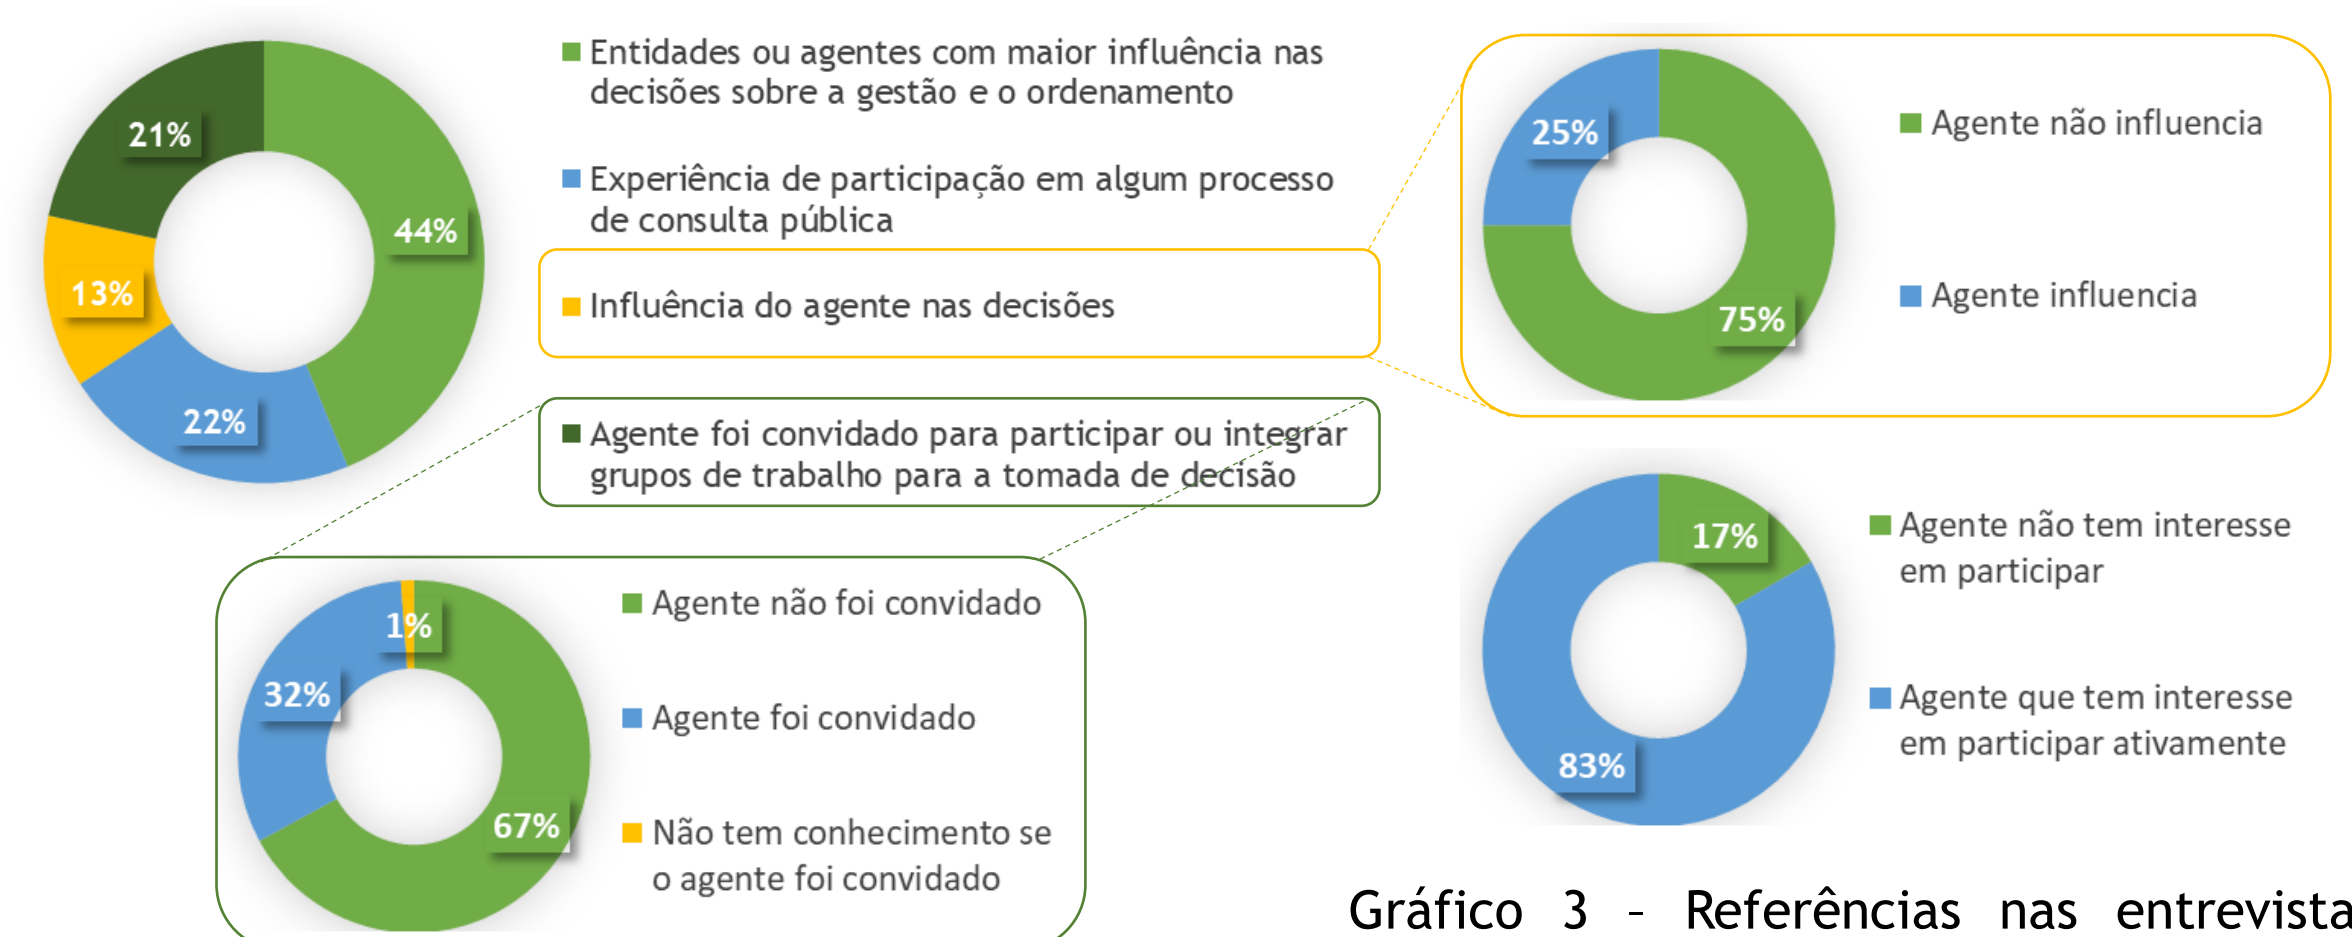 21%
44%
13%
22%
Entidades ou agentes com maior influência nas
decisões sobre a gestão e o ordenamento
Experiência de participação em algum processo
de consulta pública
Influência do agente nas decisões
Agente foi convidado para participar ou integrar
grupos de trabalho para a tomada de decisão
25%
75%
Agente não influencia
Agente influencia
1%
32%
67%
Agente não foi convidado
Agente foi convidado
Não tem conhecimento se
o agente foi convidado
17%
83%
Agente não tem interesse
em participar
Agente que tem interesse
em participar ativamente
Gráfico 3 - Referências nas entrevista